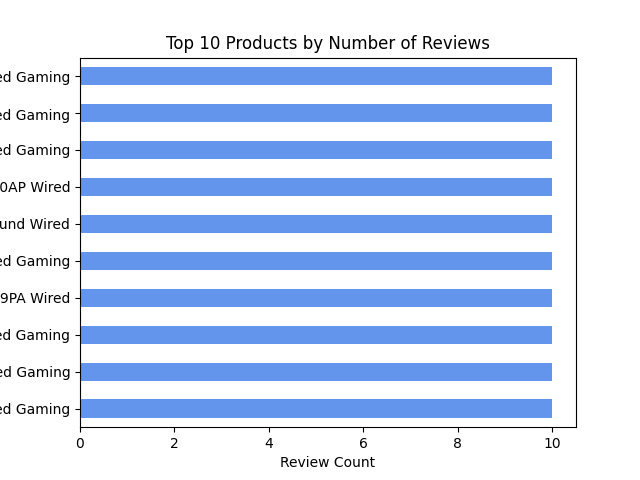 Top 10 Products by Number of Reviews
ed Gaming
ed Gaming
ed Gaming
0AP Wired
und Wired
ed Gaming
9PA Wired
ed Gaming
ed Gaming
ed Gaming
0 2 4 6 8 10
Review Count